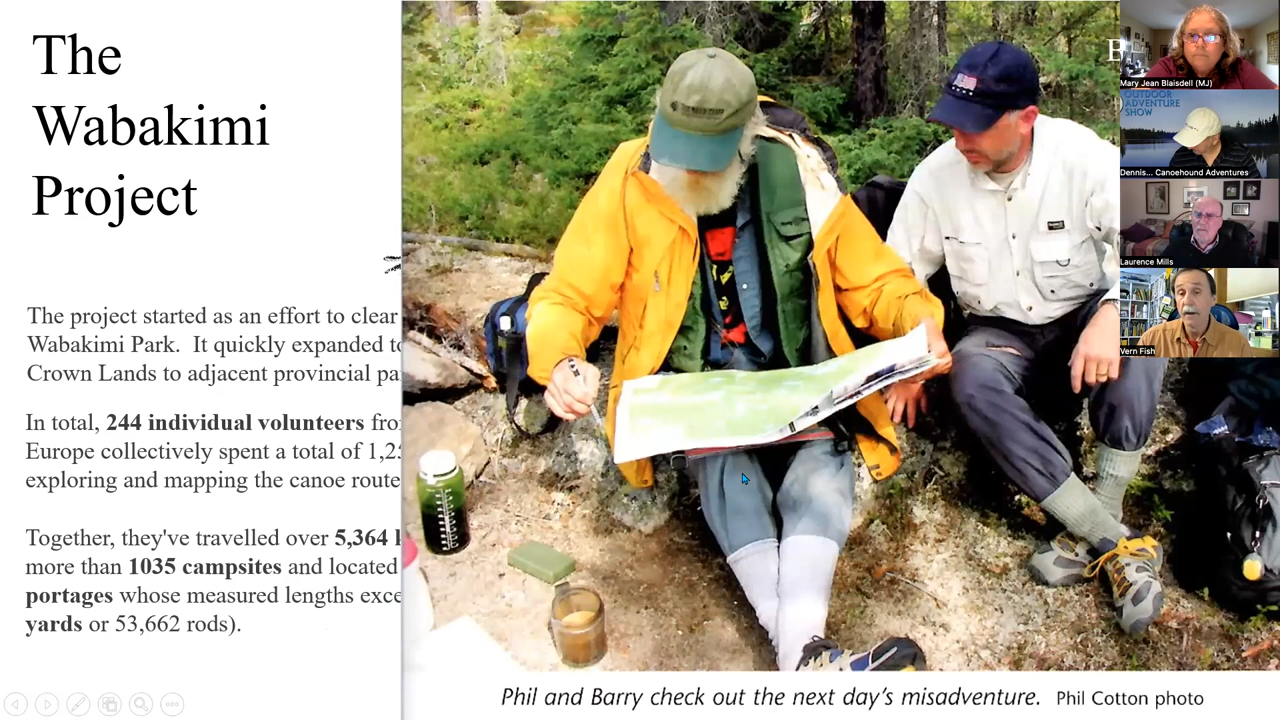 The
Wabakimi
Project
The project started as an effort to clear
Wabakimi Park. It quickly expanded to
Crown Lands to adjacent provincial pa
In total, 244 individual volunteers fro
Europe collectively spent a total of 1,25
exploring and mapping the canoe route
Together, they've travelled over 5,364 k
more than 1035 campsites and located
portages whose measured lengths exce
yards or 53,662 rods).
Phil and Barry check out the next day's misadventure. Phil Cotton photo
B
Mary Jean Blaisdell (MJ)
OUTDOOR
ADVENTURE
SHOW
Dennis... Canoehound Adventures
Laurence Mills
Vern Fish